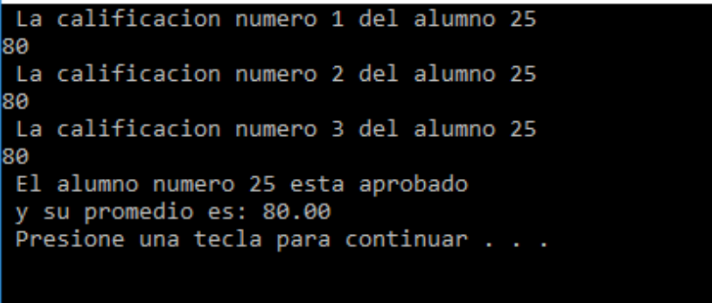 La calificacion numero 1 del alumno 25
80
La calificacion numero 2 del alumno 25
80
La calificacion numero 3 del alumno 25
80
El alumno numero 25 esta aprobado
y su promedio es: 80.00
Presione una tecla para continuar . . .